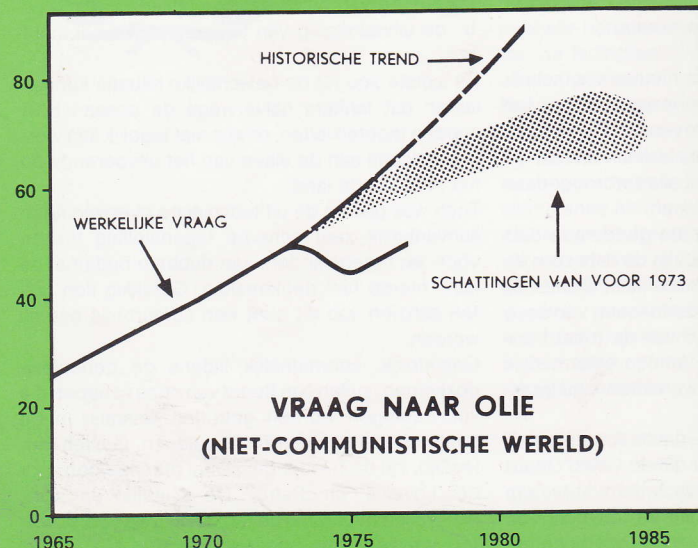 80
HISTORISCHE TREND
60
WERKELIJKE VRAAG
SCHATTINGEN VAN VOOR 1973
40
20
VRAAG NAAR OLIE
(NIET-COMMUNISTISCHE WERELD)
0
1965
1970
1975
1980
1985